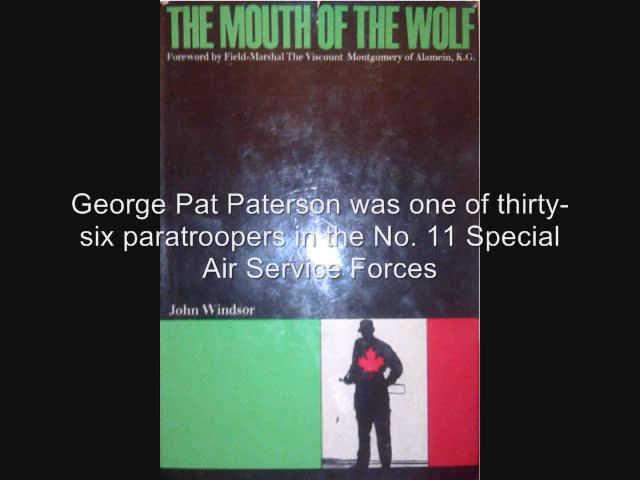 THE MOUTH OF THE WOLF
Foreword by Field-Marshal The Viscount Montgomery of Alamein, K.G.
George Pat Paterson was one of thirty-
six paratroopers in the No. 11 Special
Air Service Forces
John Windsor